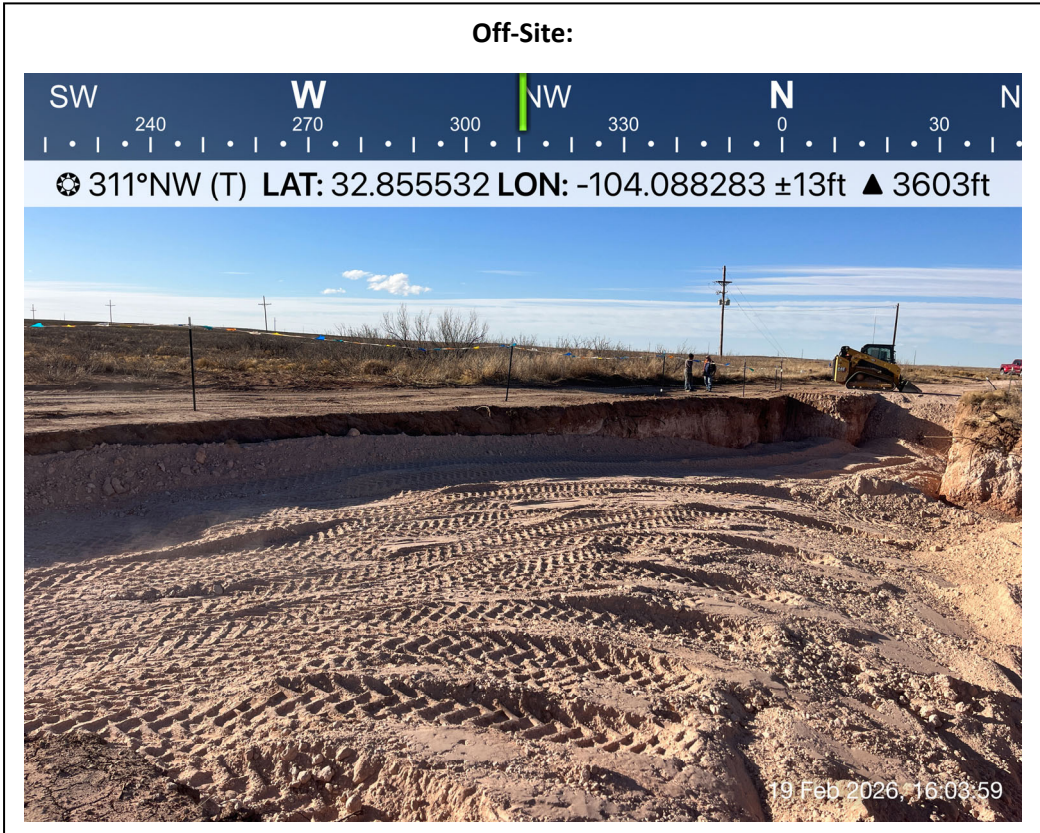 Off-Site:
SW W NW N N
240 270 300 330 0 30
311°NW (T) LAT: 32.855532 LON: -104.088283 ±13ft ▲ 3603ft
19 Feb 2026, 16:03:59